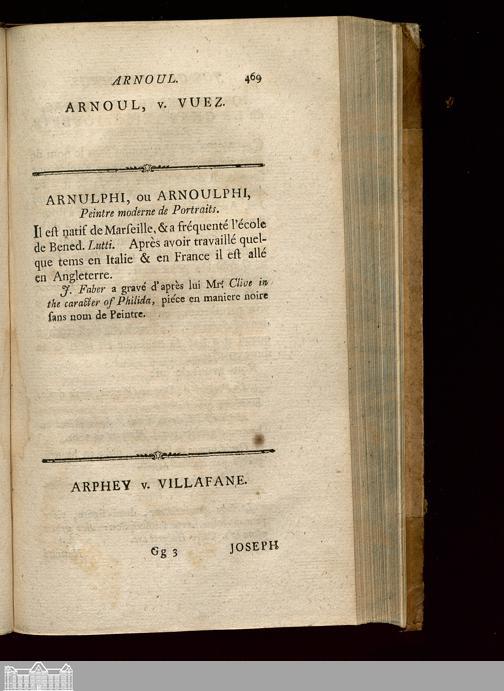 ARNOUL. 469
ARNOUL, v. VUEZ.
ARNULPHI, ou ARNOULPHI,
Peintre moderne de Portraits.
Il eſt natif de Marſeille, & a fréquenté l'école
de Bened. Lutti. Après avoir travaillé quel-
que tems en Italie & en France il eſt allé
en Angleterre.
J. Faber a gravé d'après lui Mrs Clive in
the caracter of Philida, piéce en maniere noire
ſans nom de Peintre.
ARPHEY v. VILLAFANE.
Gg 3 JOSEPH